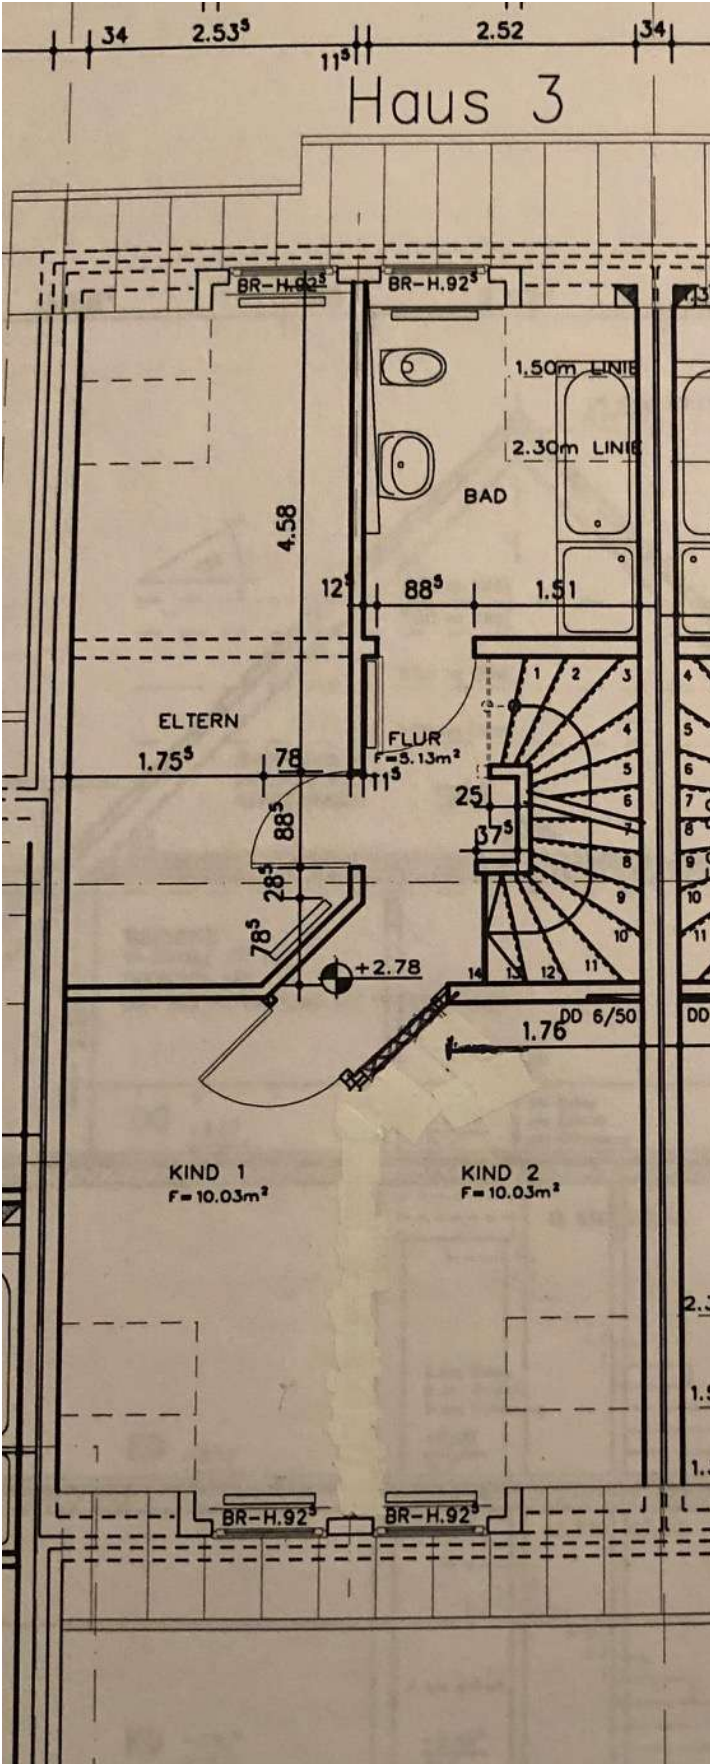 34 2.53⁵ 2.52 34
11⁵
Haus 3
BR-H.92⁵ BR-H.92⁵
1.50m LINIE
2.30m LINIE
BAD
4.58
12⁵ 88⁵ 1.51
1 2 3 4
ELTERN
FLUR
F=5.13m²
4 5
1.75⁵ 78 11⁵
5 6
25 6 7
88⁵ 37⁵ 7 8
8 9
28⁵ 9 10
78⁵ 10 11
+2.78 14 13 12 11
DD 6/50 DD
1.76
KIND 1 KIND 2
F=10.03m² F=10.03m²
BR-H.92⁵ BR-H.92⁵